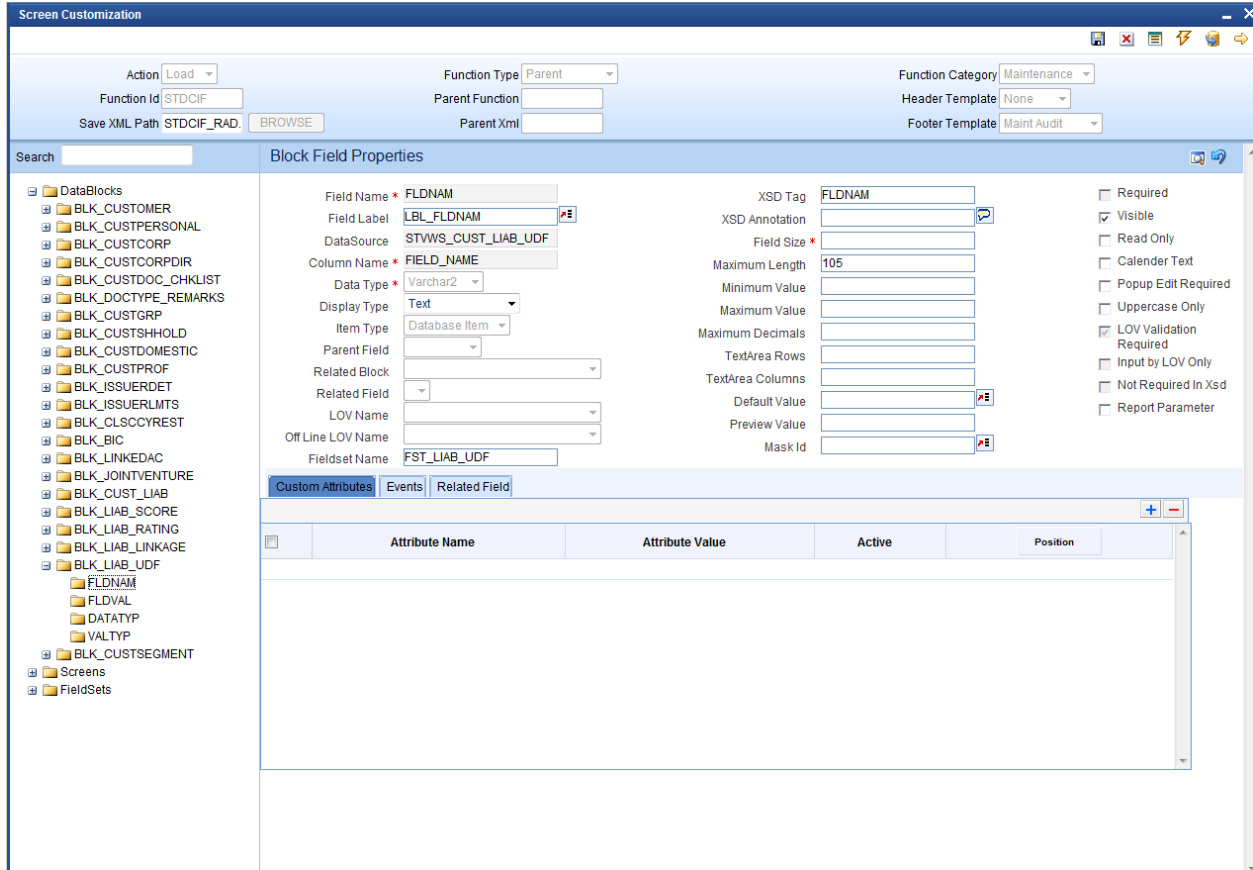 Screen Customization
Action Load Function Type Parent Function Category Maintenance
Function Id STDCIF Parent Function Header Template None
Save XML Path STDCIF_RAD. BROWSE Parent Xml Footer Template Maint Audit
Search Block Field Properties
DataBlocks
BLK_CUSTOMER
BLK_CUSTPERSONAL
BLK_CUSTCORP
BLK_CUSTCORPDIR
BLK_CUSTDOC_CHKLIST
BLK_DOCTYPE_REMARKS
BLK_CUSTGRP
BLK_CUSTSHHOLD
BLK_CUSTDOMESTIC
BLK_CUSTPROF
BLK_ISSUERDET
BLK_ISSUERLMTS
BLK_CLSCCYREST
BLK_BIC
BLK_LINKEDAC
BLK_JOINTVENTURE
BLK_CUST_LIAB
BLK_LIAB_SCORE
BLK_LIAB_RATING
BLK_LIAB_LINKAGE
BLK_LIAB_UDF
FLDNAM
FLDVAL
DATATYP
VALTYP
BLK_CUSTSEGMENT
Screens
FieldSets
Field Name * FLDNAM
Field Label LBL_FLDNAM
DataSource STVWS_CUST_LIAB_UDF
Column Name * FIELD_NAME
Data Type * Varchar2
Display Type Text
Item Type Database Item
Parent Field
Related Block
Related Field
LOV Name
Off Line LOV Name
Fieldset Name FST_LIAB_UDF
XSD Tag FLDNAM
XSD Annotation
Field Size *
Maximum Length 105
Minimum Value
Maximum Value
Maximum Decimals
TextArea Rows
TextArea Columns
Default Value
Preview Value
Mask Id
Required
Visible
Read Only
Calender Text
Popup Edit Required
Uppercase Only
LOV Validation
Required
Input by LOV Only
Not Required In Xsd
Report Parameter
Custom Attributes Events Related Field
Attribute Name Attribute Value Active Position